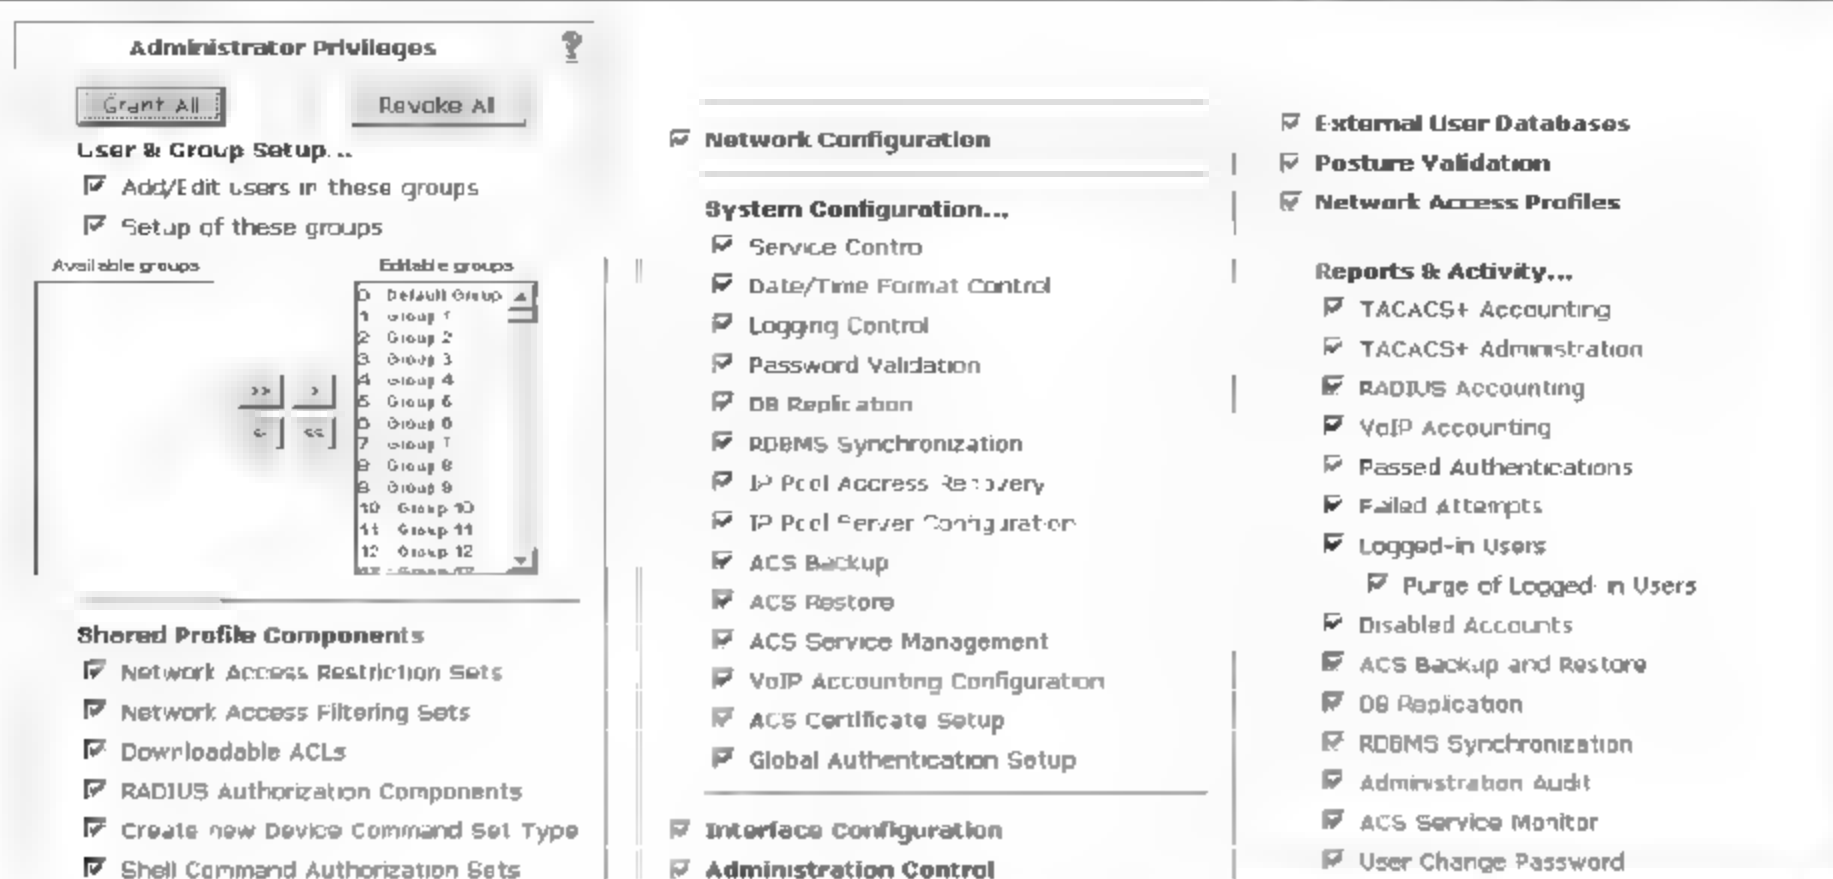 Administrator Privileges
Grant All
Revoke All
User & Group Setup...
Add/Edit users in these groups
Setup of these groups
Available groups
Editable groups
0 Default Group
1 Group 1
2 Group 2
3 Group 3
4 Group 4
5 Group 5
6 Group 6
7 Group 7
8 Group 8
9 Group 9
10 Group 10
11 Group 11
12 Group 12
>>
>
<-
<<
Shared Profile Components
Network Access Restriction Sets
Network Access Filtering Sets
Downloadable ACLs
RADIUS Authorization Components
Create new Device Command Set Type
Shell Command Authorization Sets
Network Configuration
System Configuration...
Service Control
Date/Time Format Control
Logging Control
Password Validation
DB Replication
RDBMS Synchronization
IP Pool Address Recovery
IP Pool Server Configuration
ACS Backup
ACS Restore
ACS Service Management
VoIP Accounting Configuration
ACS Certificate Setup
Global Authentication Setup
Interface Configuration
Administration Control
External User Databases
Posture Validation
Network Access Profiles
Reports & Activity...
TACACS+ Accounting
TACACS+ Administration
RADIUS Accounting
VoIP Accounting
Passed Authentications
Failed Attempts
Logged-in Users
Purge of Logged-in Users
Disabled Accounts
ACS Backup and Restore
DB Replication
RDBMS Synchronization
Administration Audit
ACS Service Monitor
User Change Password